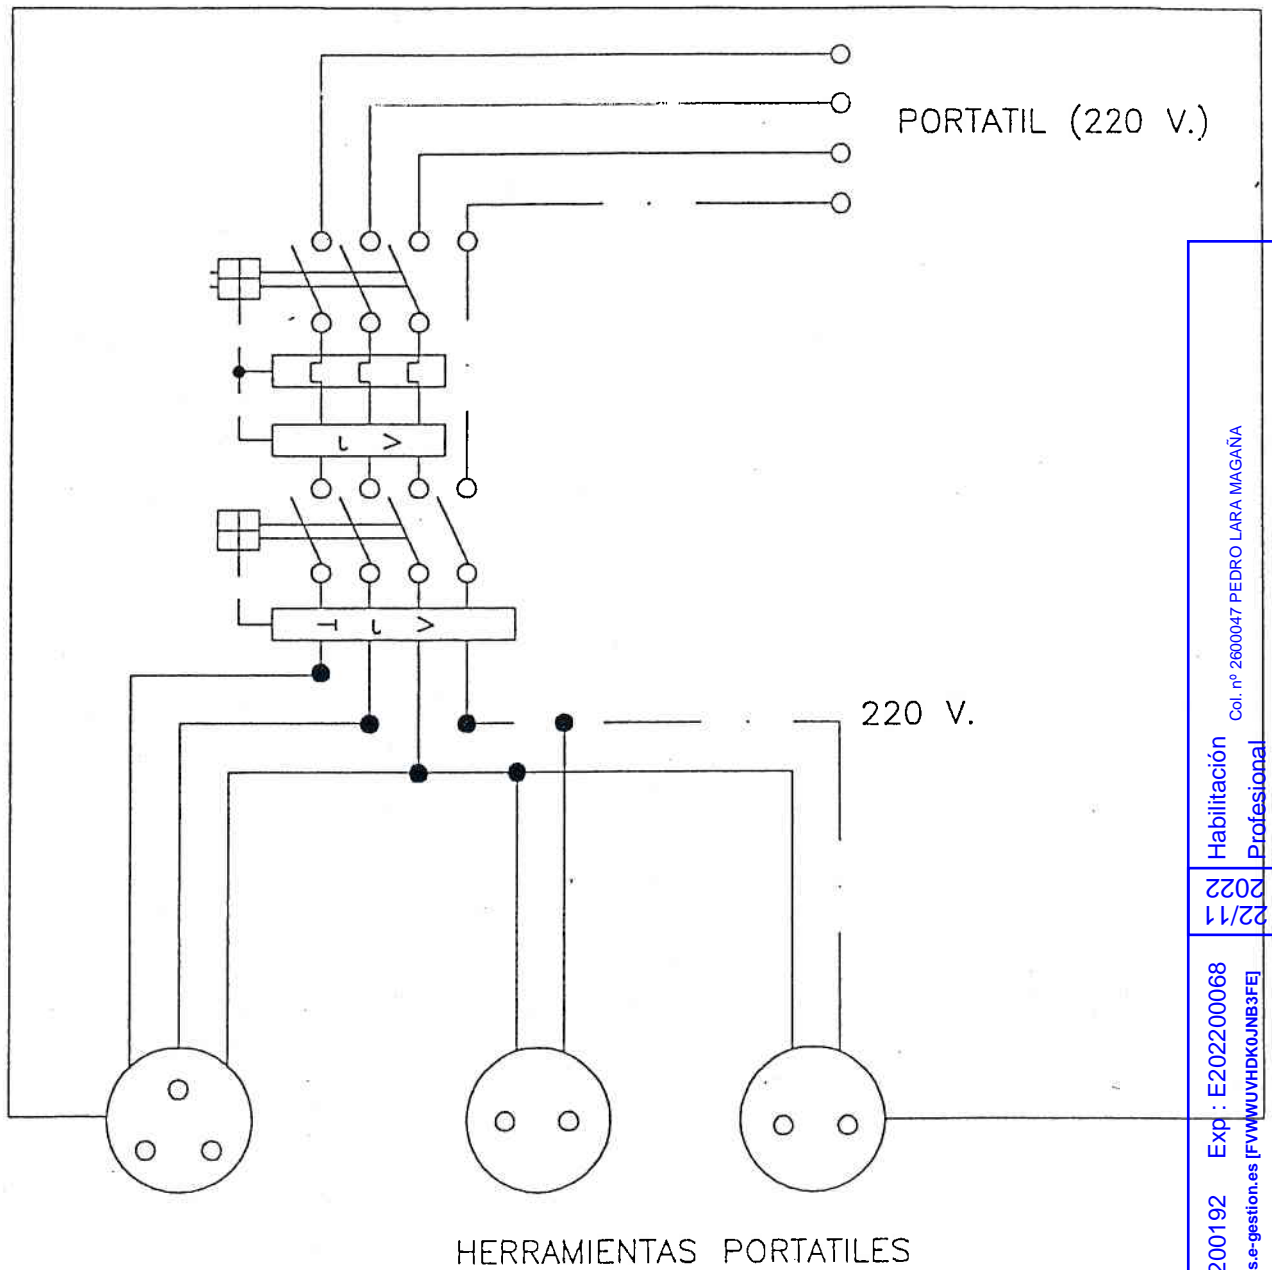 PORTATIL (220 V.)
220 V.
HERRAMIENTAS PORTATILES
Habilitación Col. nº 2600047 PEDRO LARA MAGAÑA
Profesional
22/11
2022
200192 Exp : E202200068
s.e-gestion.es [FVWWUVHDK0JNB3FE]